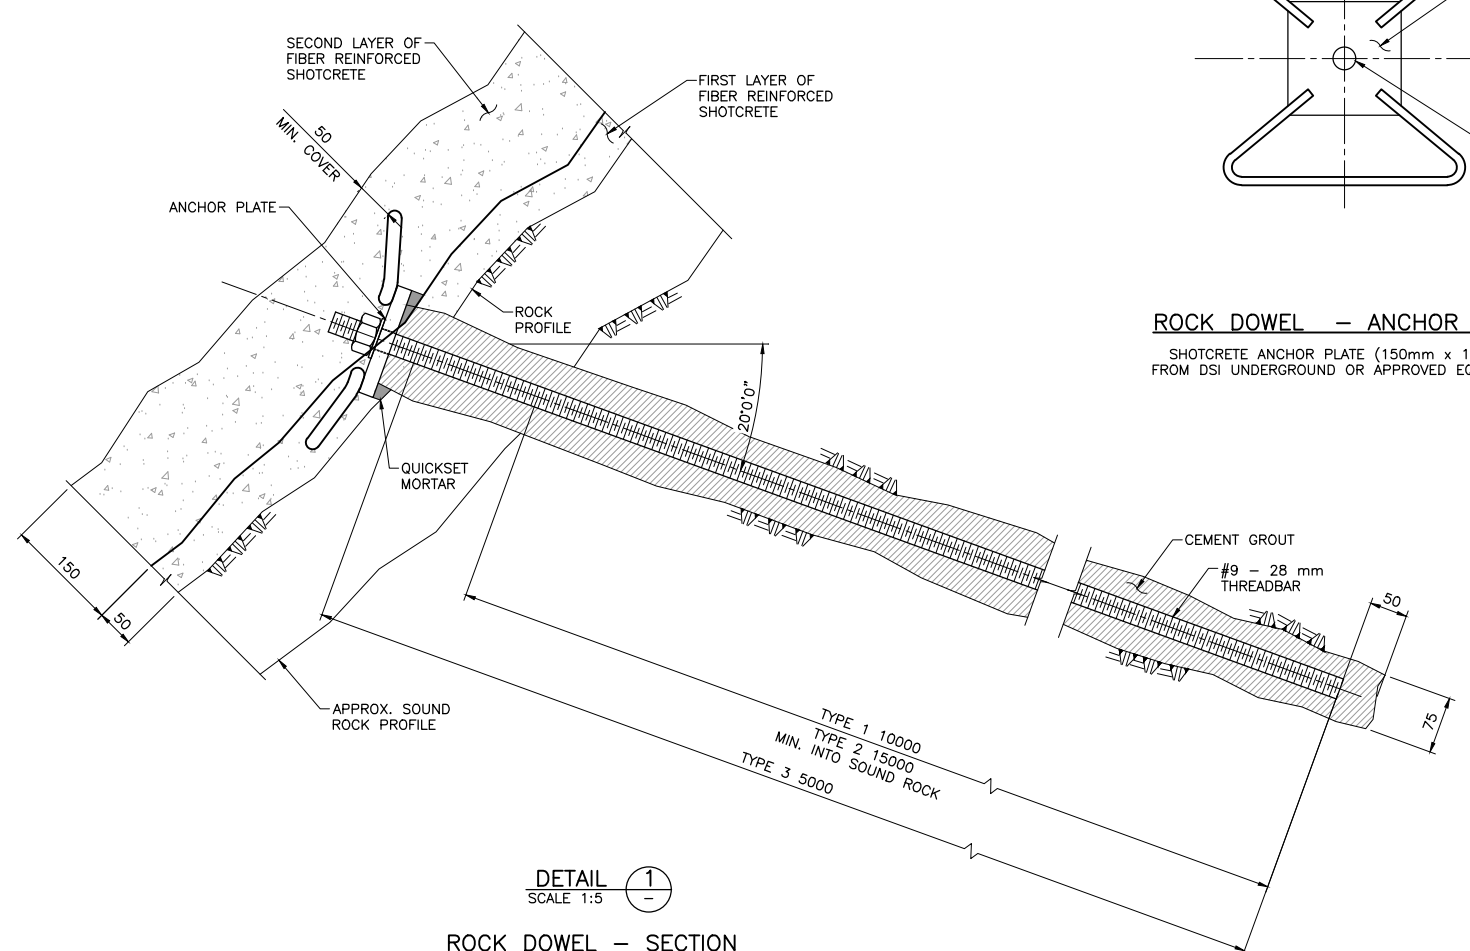 SECOND LAYER OF
FIBER REINFORCED
SHOTCRETE
FIRST LAYER OF
FIBER REINFORCED
SHOTCRETE
50
MIN. COVER
ANCHOR PLATE
ROCK
PROFILE
ROCK DOWEL – ANCHOR
SHOTCRETE ANCHOR PLATE (150mm x 1
FROM DSI UNDERGROUND OR APPROVED EQ
20°0'0"
QUICKSET
MORTAR
CEMENT GROUT
#9 – 28 mm
THREADBAR
50
150
50
75
APPROX. SOUND
ROCK PROFILE
TYPE 1 10000
TYPE 2 15000
MIN. INTO SOUND ROCK
TYPE 3 5000
DETAIL 1
SCALE 1:5 –
ROCK DOWEL – SECTION